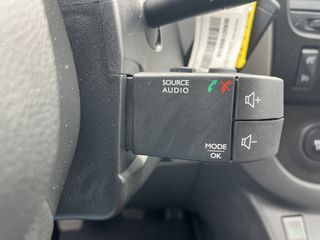 SOURCE
AUDIO
+
MODE
OK
-